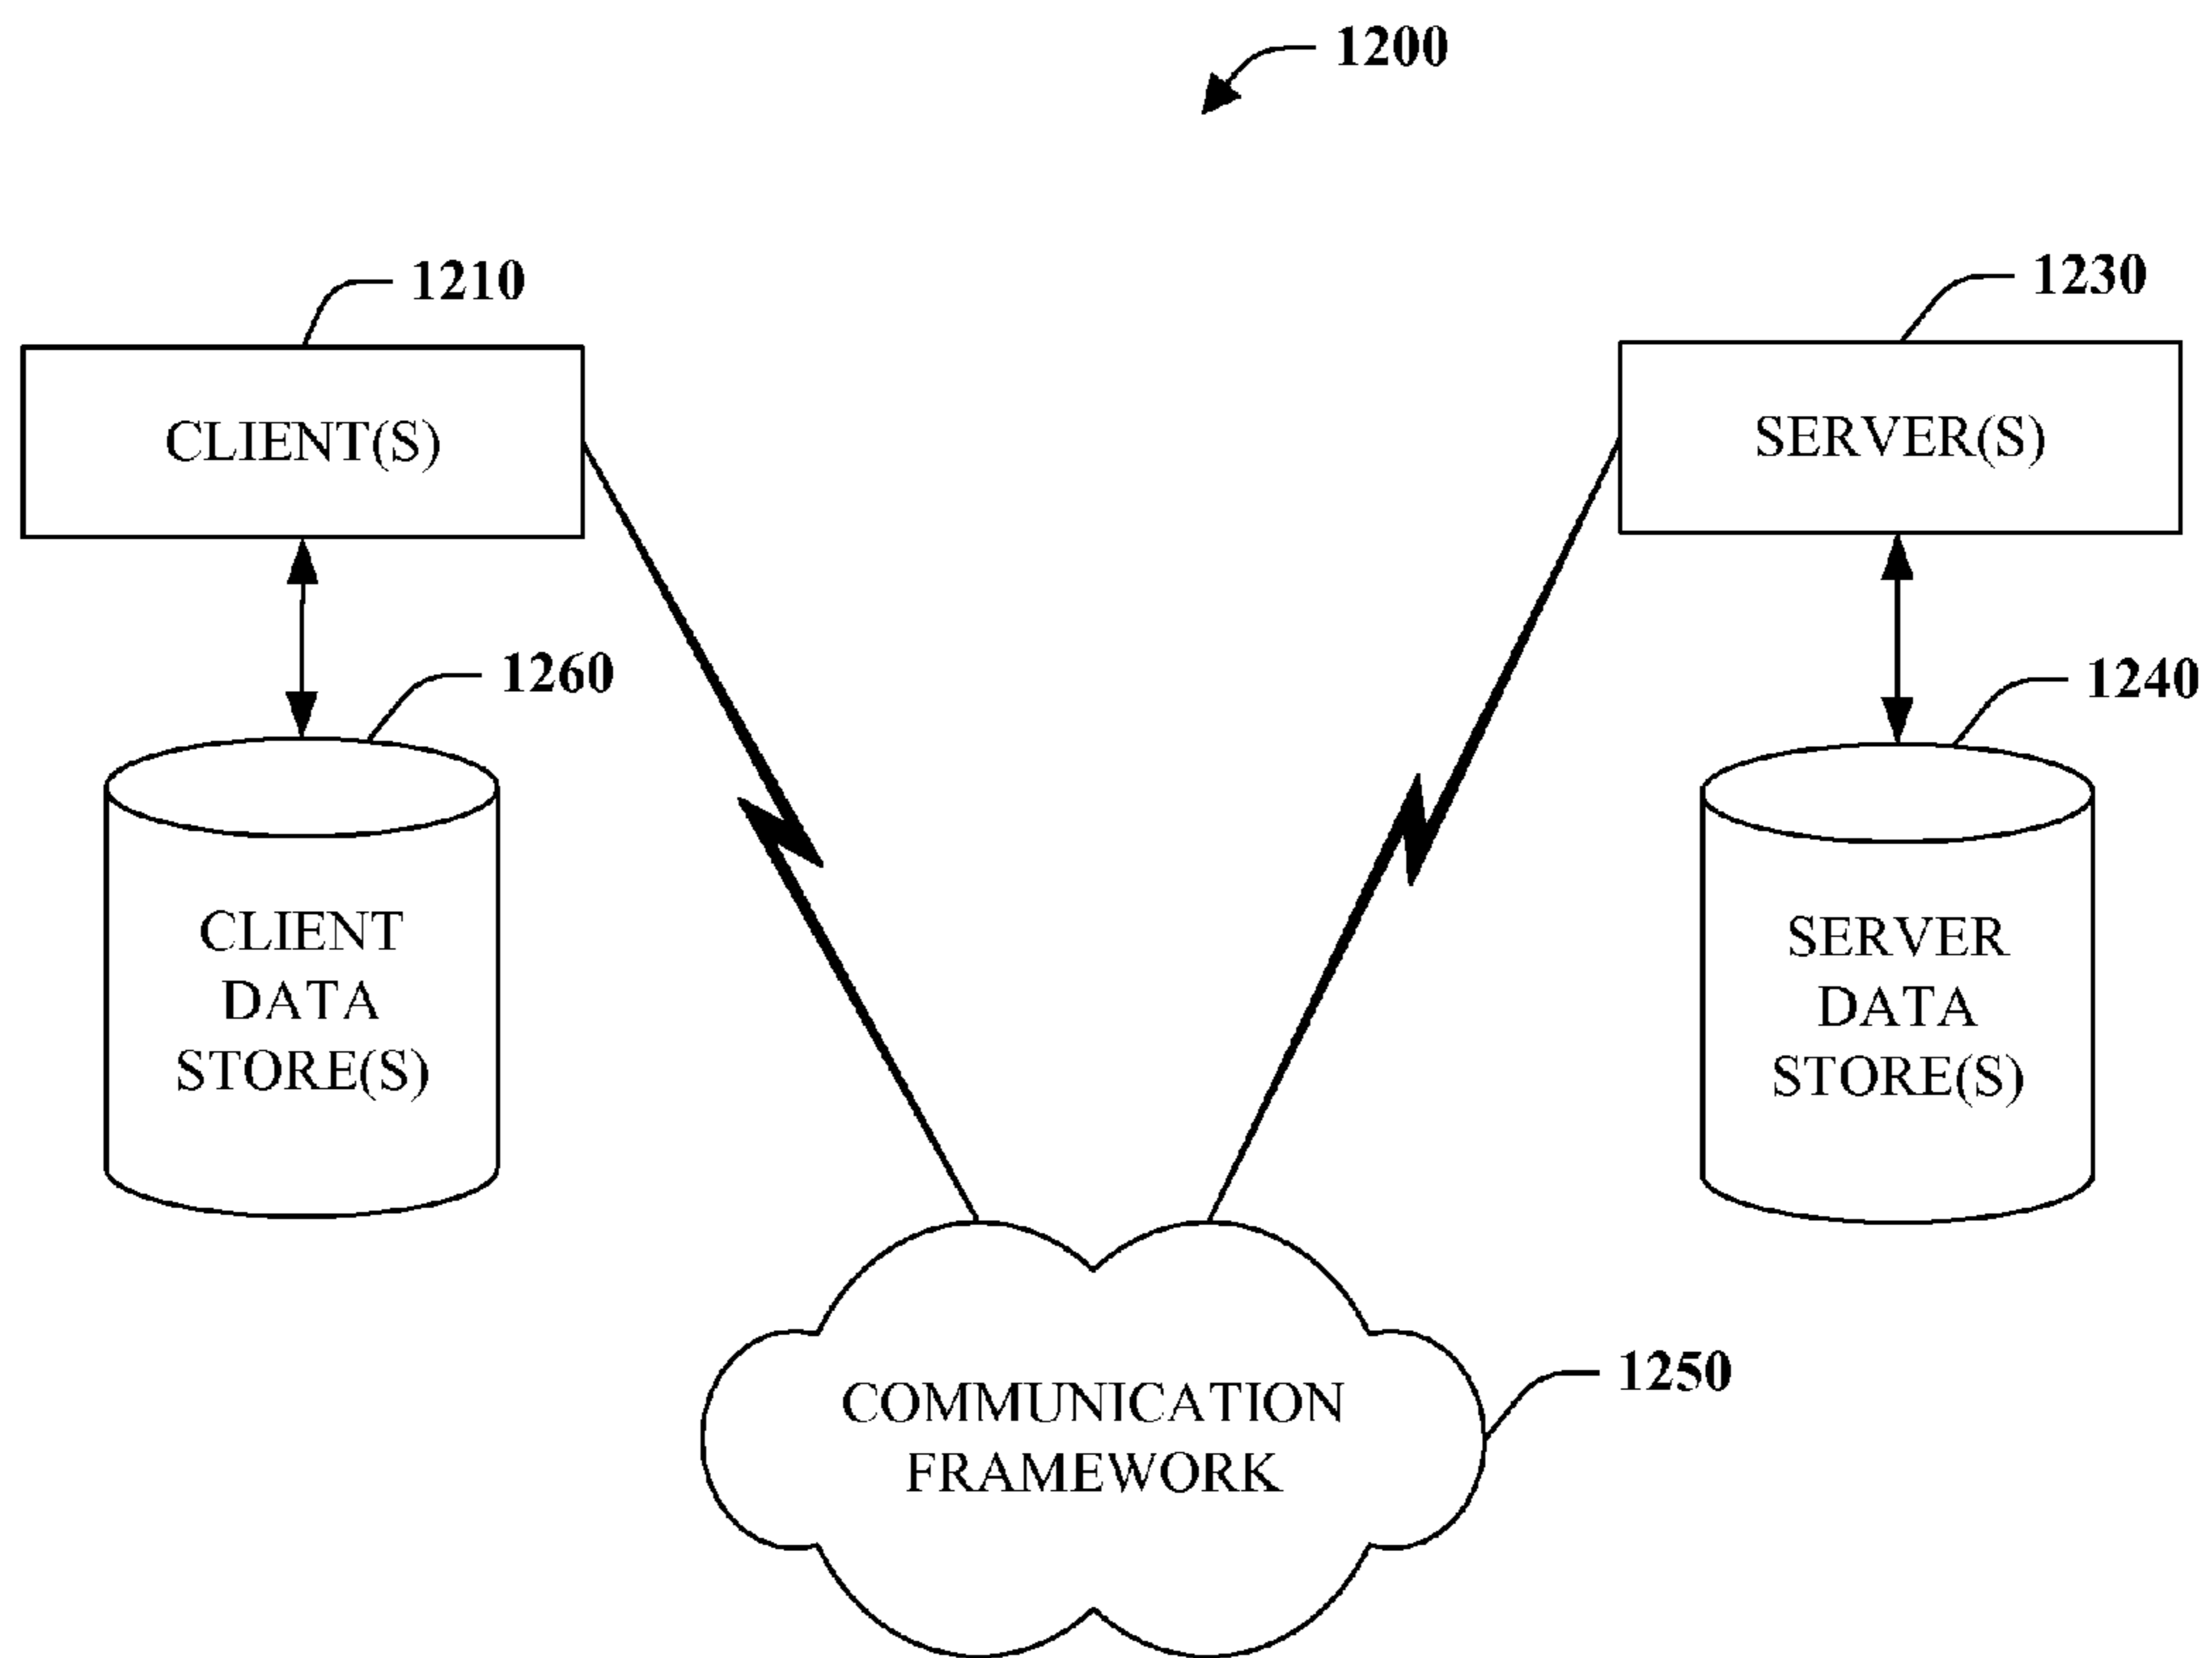 1200
1210
1230
CLIENT(S)
SERVER(S)
1260
1240
CLIENT
DATA
STORE(S)
SERVER
DATA
STORE(S)
1250
COMMUNICATION
FRAMEWORK